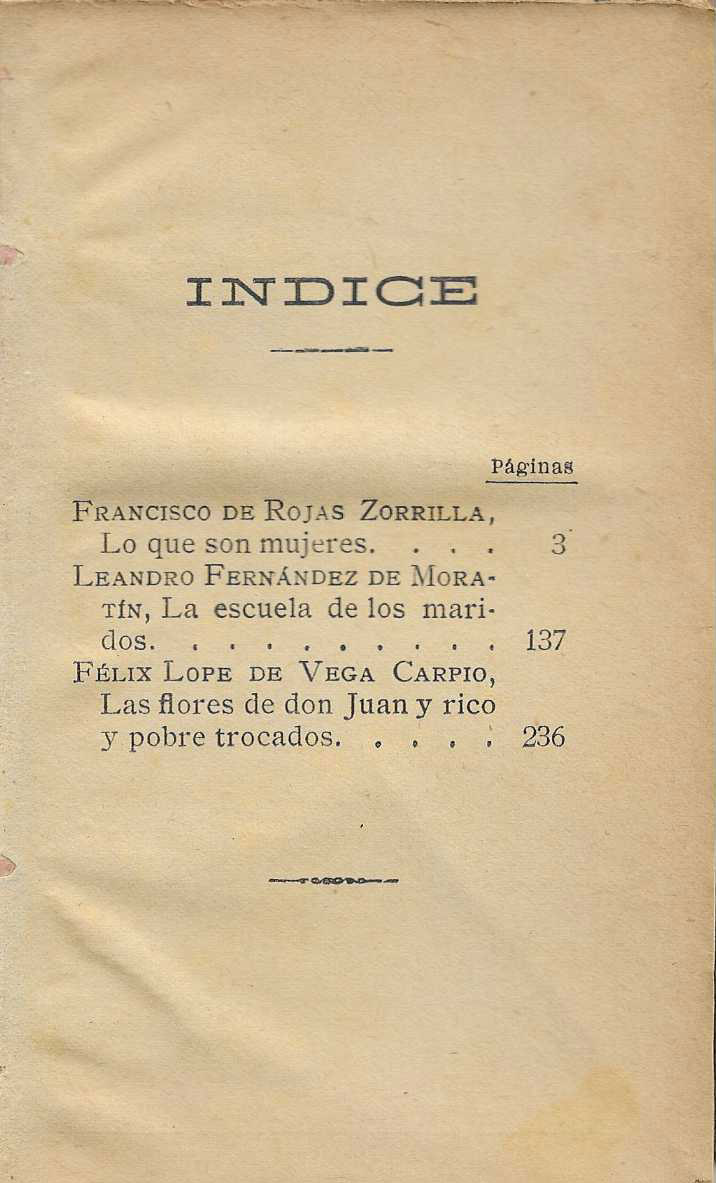 INDICE
Páginas
FRANCISCO DE ROJAS ZORRILLA,
Lo que son mujeres. . . . . 3
LEANDRO FERNÁNDEZ DE MORA-
TÍN, La escuela de los mari-
dos. . . . . . . . . . . 137
FÉLIX LOPE DE VEGA CARPIO,
Las flores de don Juan y rico
y pobre trocados. . . . . 236